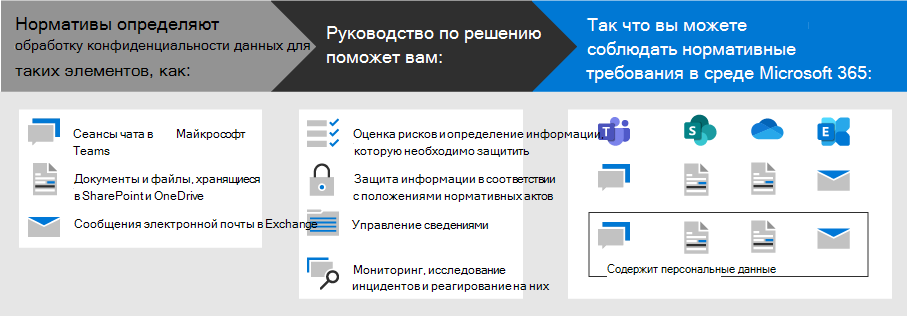 Нормативы определяют
обработку конфиденциальности данных для
таких элементов, как:
Руководство по решению
поможет вам:
Так что вы можете
соблюдать нормативные
требования в среде Microsoft 365:
Сеансы чата в Майкрософт
Teams
Документы и файлы, хранящиеся
в SharePoint и OneDrive
Сообщения электронной почты в Exchange
Оценка рисков и определение информации,
которую необходимо защитить
Защита информации в соответствии
с положениями нормативных актов
Управление сведениями
Мониторинг, исследование
инцидентов и реагирование на них
T
S
E
Содержит персональные данные